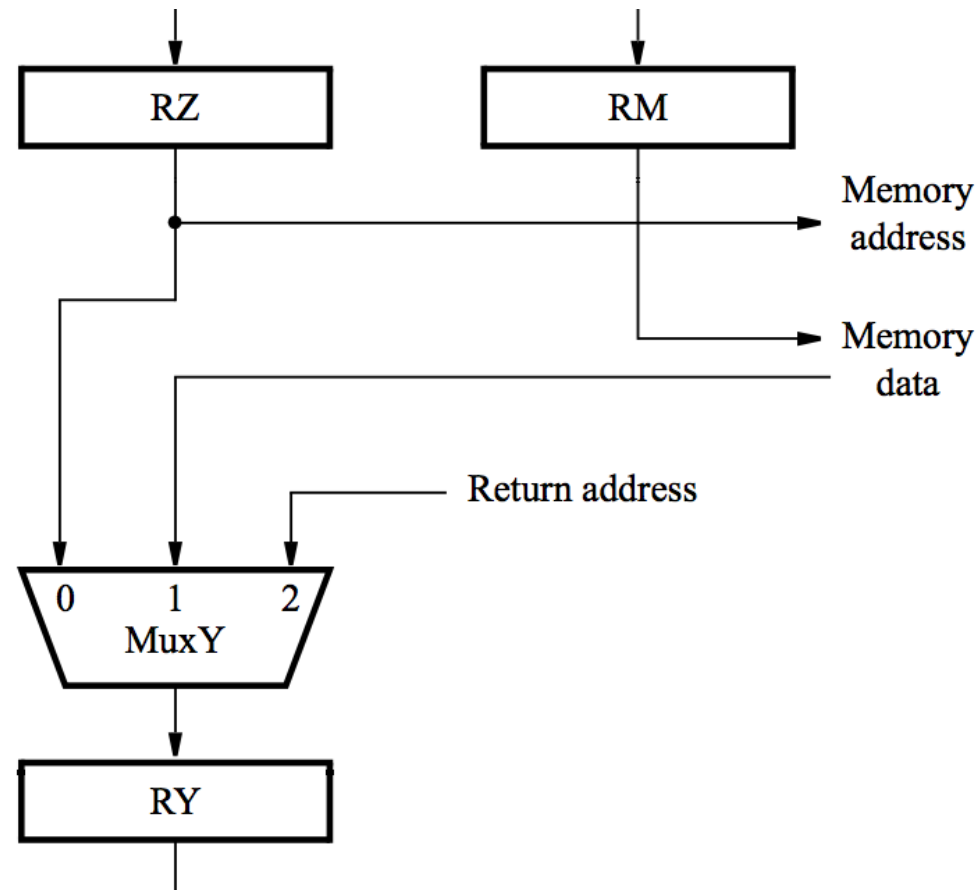 RZ
RM
Memory
address
Memory
data
Return address
0 1 2
MuxY
RY